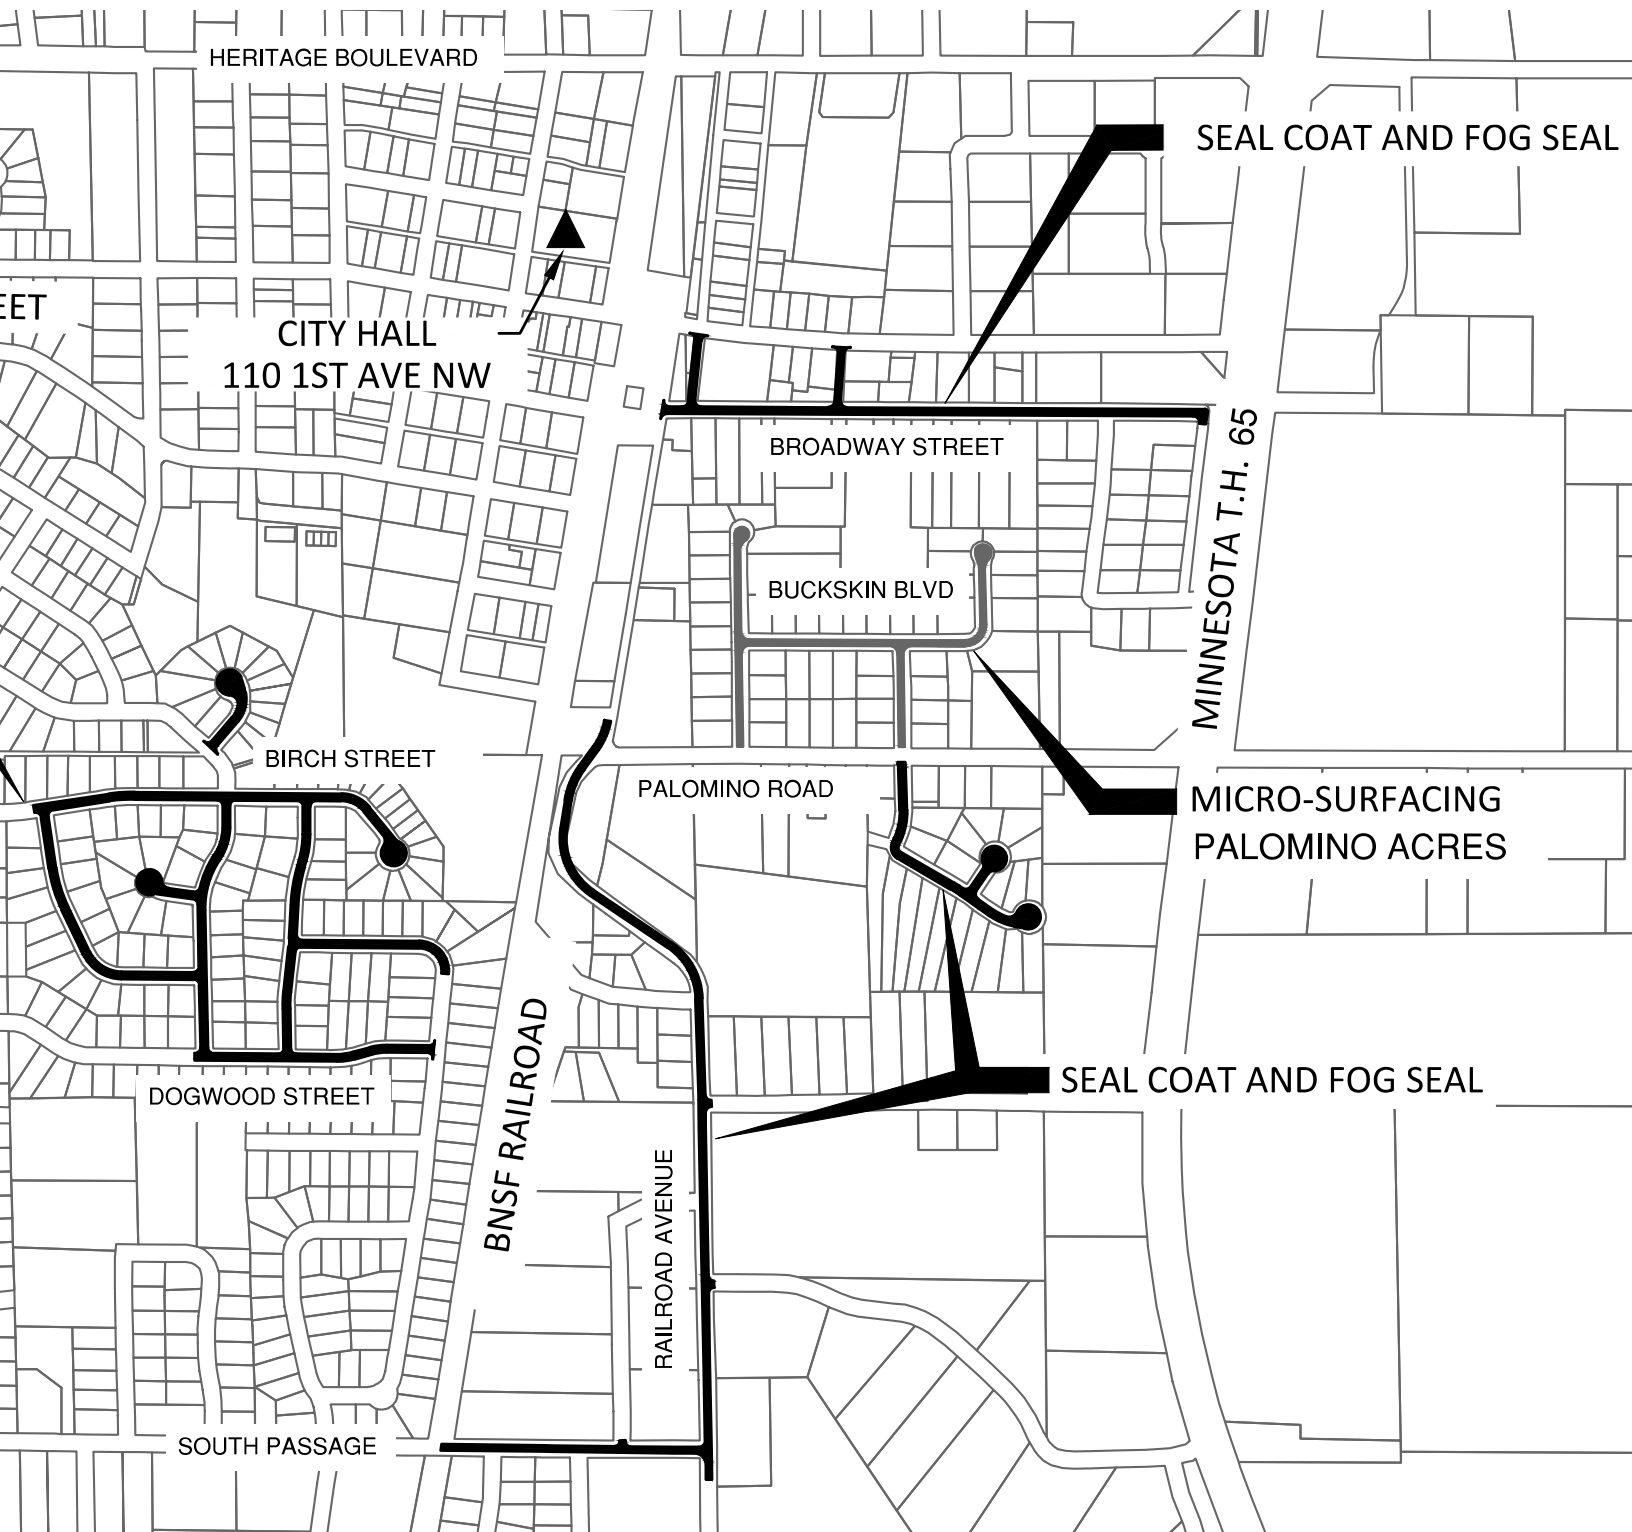 HERITAGE BOULEVARD
SEAL COAT AND FOG SEAL
EET
CITY HALL
110 1ST AVE NW
BROADWAY STREET
MINNESOTA T.H. 65
BUCKSKIN BLVD
BIRCH STREET
PALOMINO ROAD
MICRO-SURFACING
PALOMINO ACRES
BNSF RAILROAD
SEAL COAT AND FOG SEAL
DOGWOOD STREET
RAILROAD AVENUE
SOUTH PASSAGE